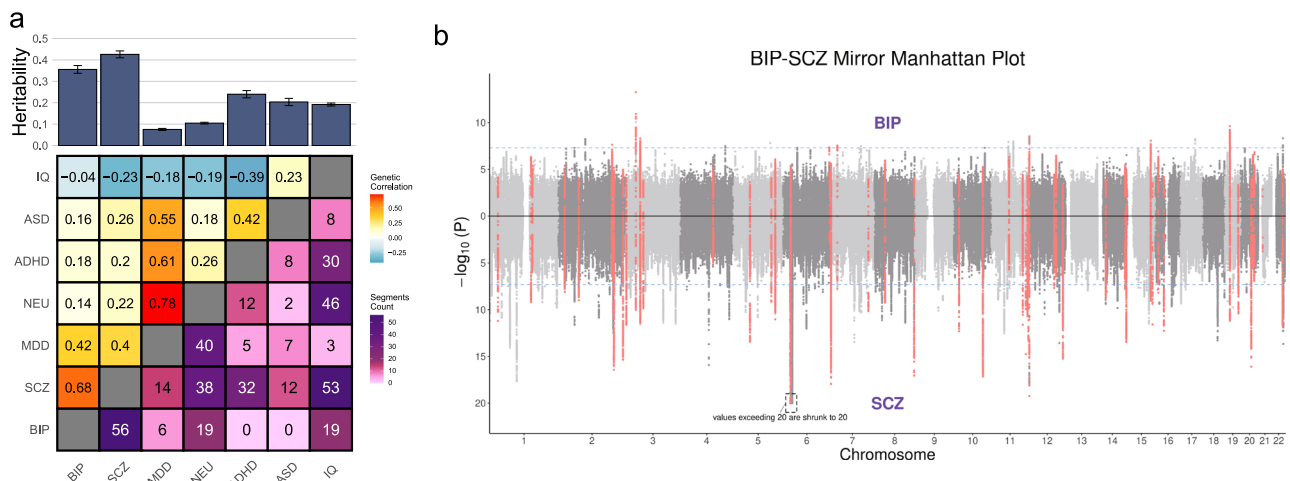 a
Heritability
0.5
0.4
0.3
0.2
0.1
0.0
IQ −0.04 −0.23 −0.18 −0.19 −0.39 0.23
ASD 0.16 0.26 0.55 0.18 0.42 8
ADHD 0.18 0.2 0.61 0.26 8 30
NEU 0.14 0.22 0.78 12 2 46
MDD 0.42 0.4 40 5 7 3
SCZ 0.68 14 38 32 12 53
BIP 56 6 19 0 0 19
BIP SCZ MDD NEU DHD ASD IQ
Genetic
Correlation
0.50
0.25
0.00
−0.25
Segments
Count
50
40
30
20
10
0
b
BIP-SCZ Mirror Manhattan Plot
BIP
−log10 (P)
10
5
0
5
10
15
20
values exceeding 20 are shrunk to 20
SCZ
1 2 3 4 5 6 7 8 9 10 11 12 13 14 15 16 17 18 19 20 21 22
Chromosome